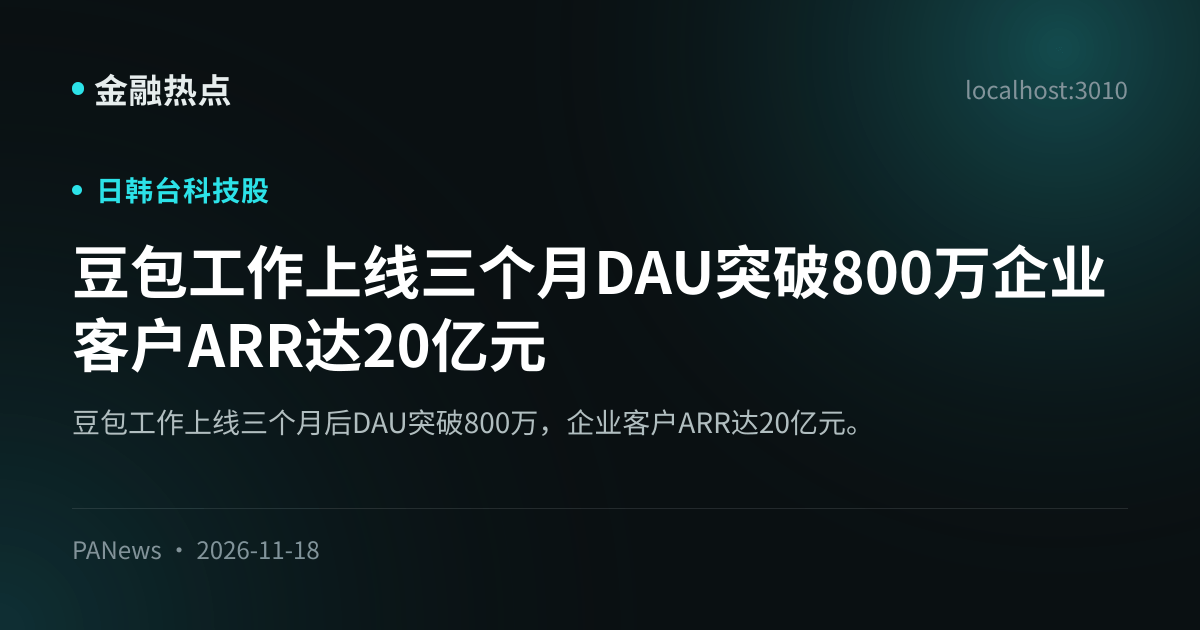 金融热点
localhost:3010
日韩台科技股
豆包工作上线三个月DAU突破800万企业
客户ARR达20亿元
豆包工作上线三个月后DAU突破800万，企业客户ARR达20亿元。
PANews · 2026-11-18